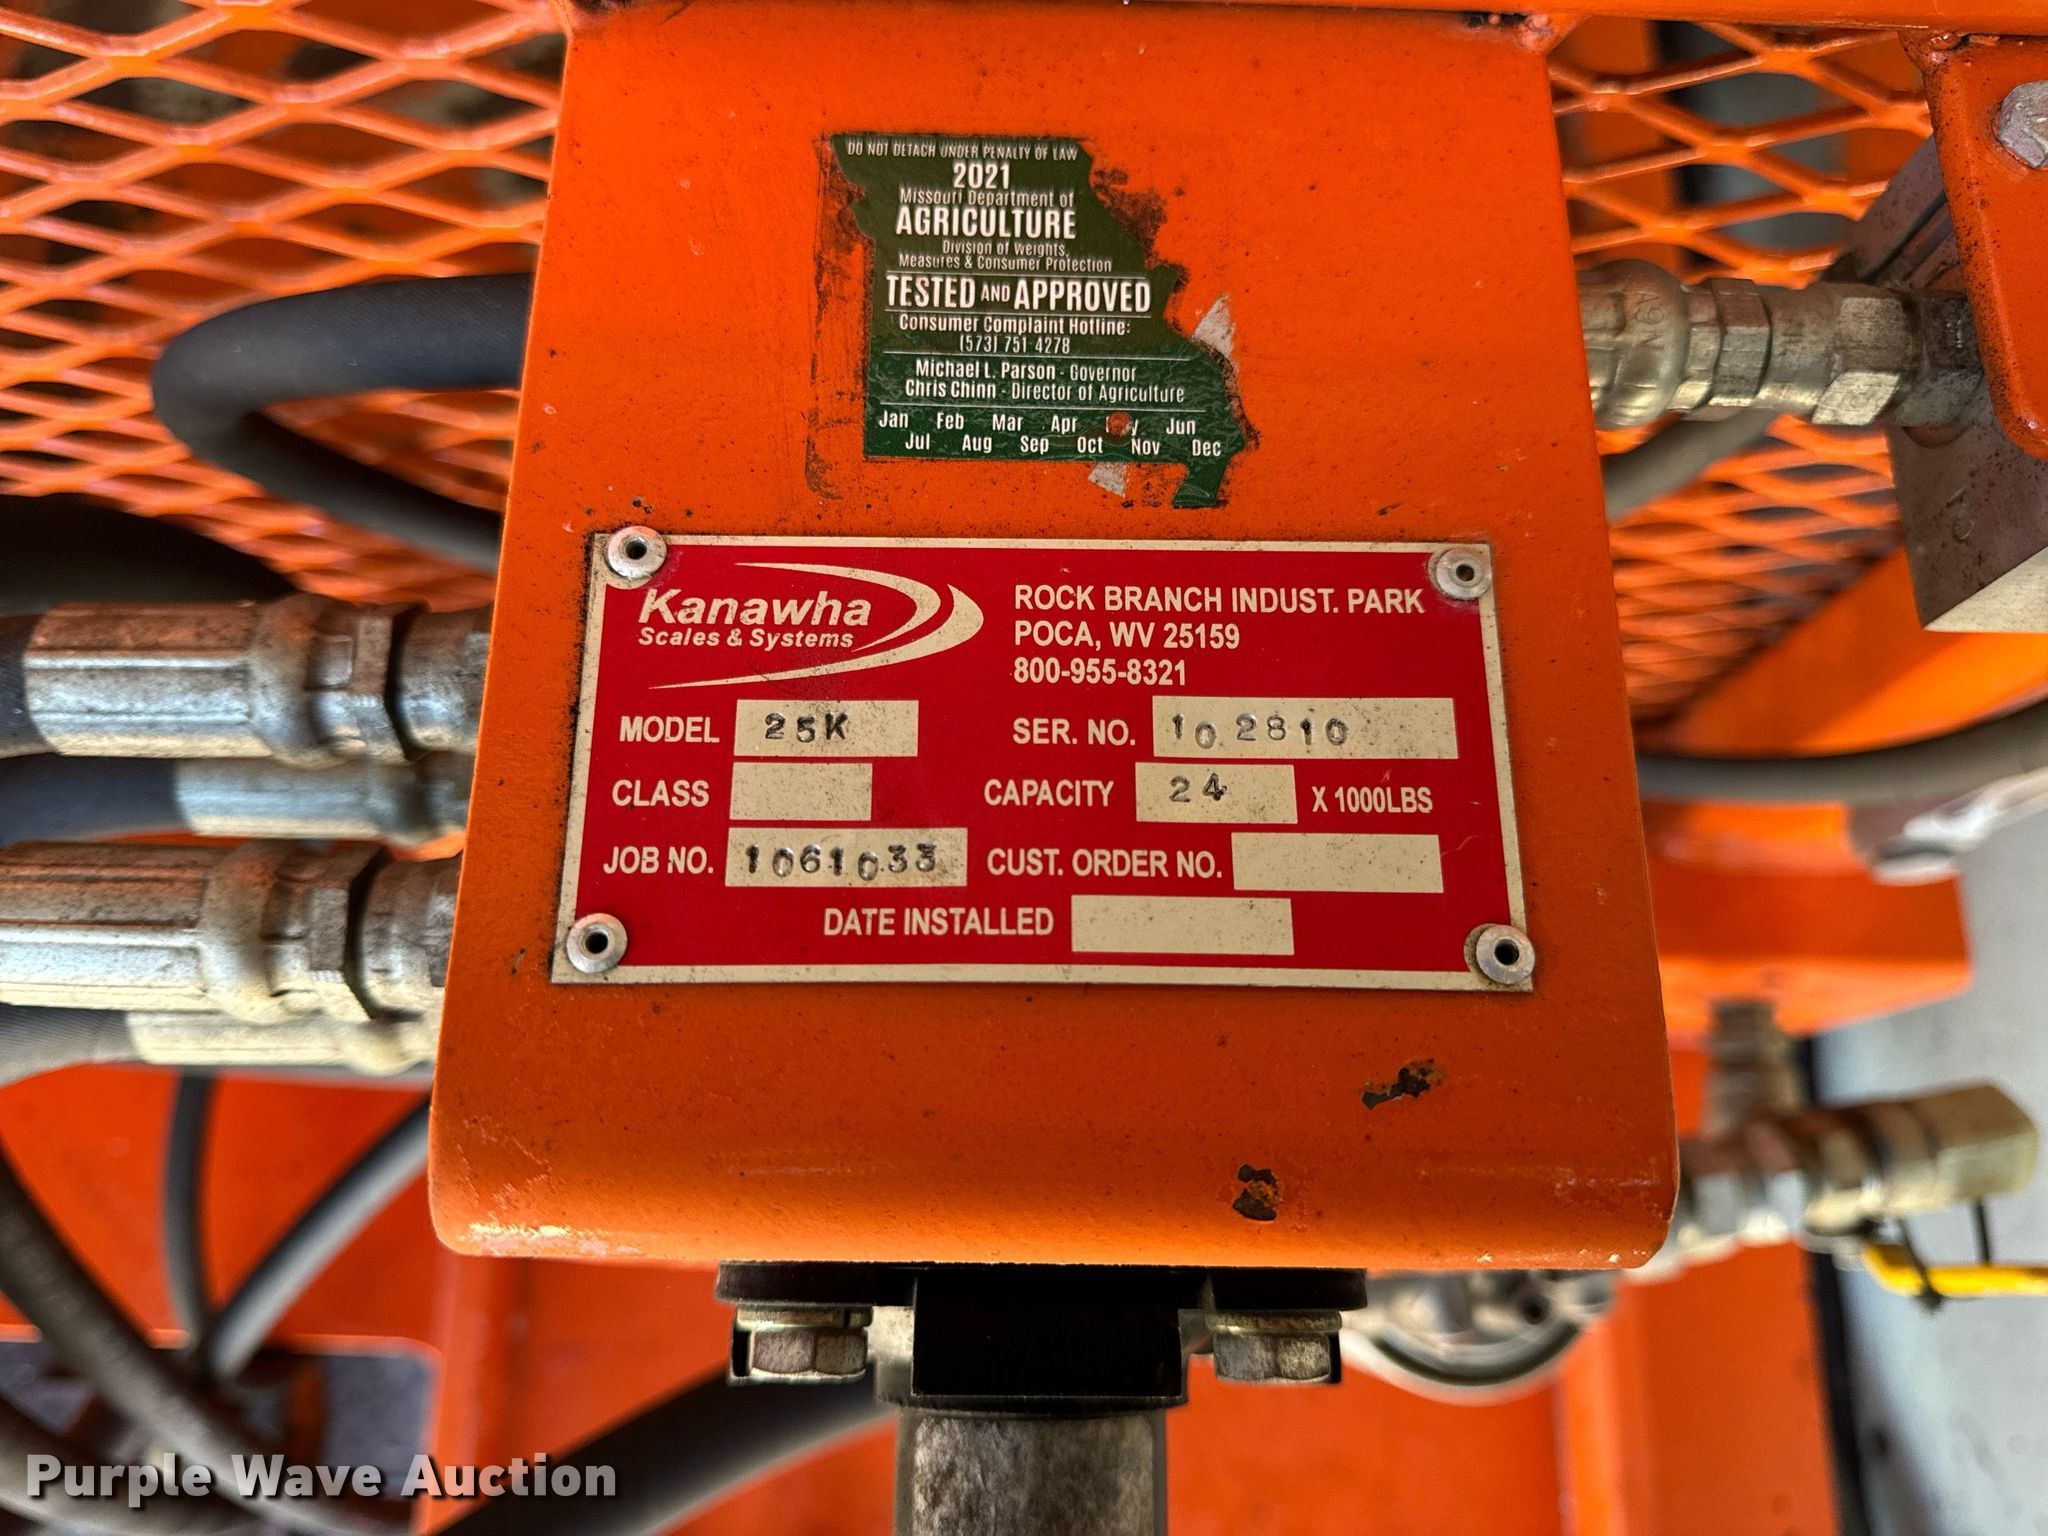 DO NOT DETACH UNDER PENALTY OF LAW
2021
Missouri Department of
AGRICULTURE
Division of Weights,
Measures & Consumer Protection
TESTED AND APPROVED
Consumer Complaint Hotline:
(573) 751 4278
Michael L. Parson - Governor
Chris Chinn - Director of Agriculture
Jan Feb Mar Apr May Jun
Jul Aug Sep Oct Nov Dec
Kanawha
Scales & Systems
ROCK BRANCH INDUST. PARK
POCA, WV 25159
800-955-8321
MODEL 25K SER. NO. 102810
CLASS CAPACITY 24 X 1000LBS
JOB NO. 1061033 CUST. ORDER NO.
DATE INSTALLED
Purple Wave Auction